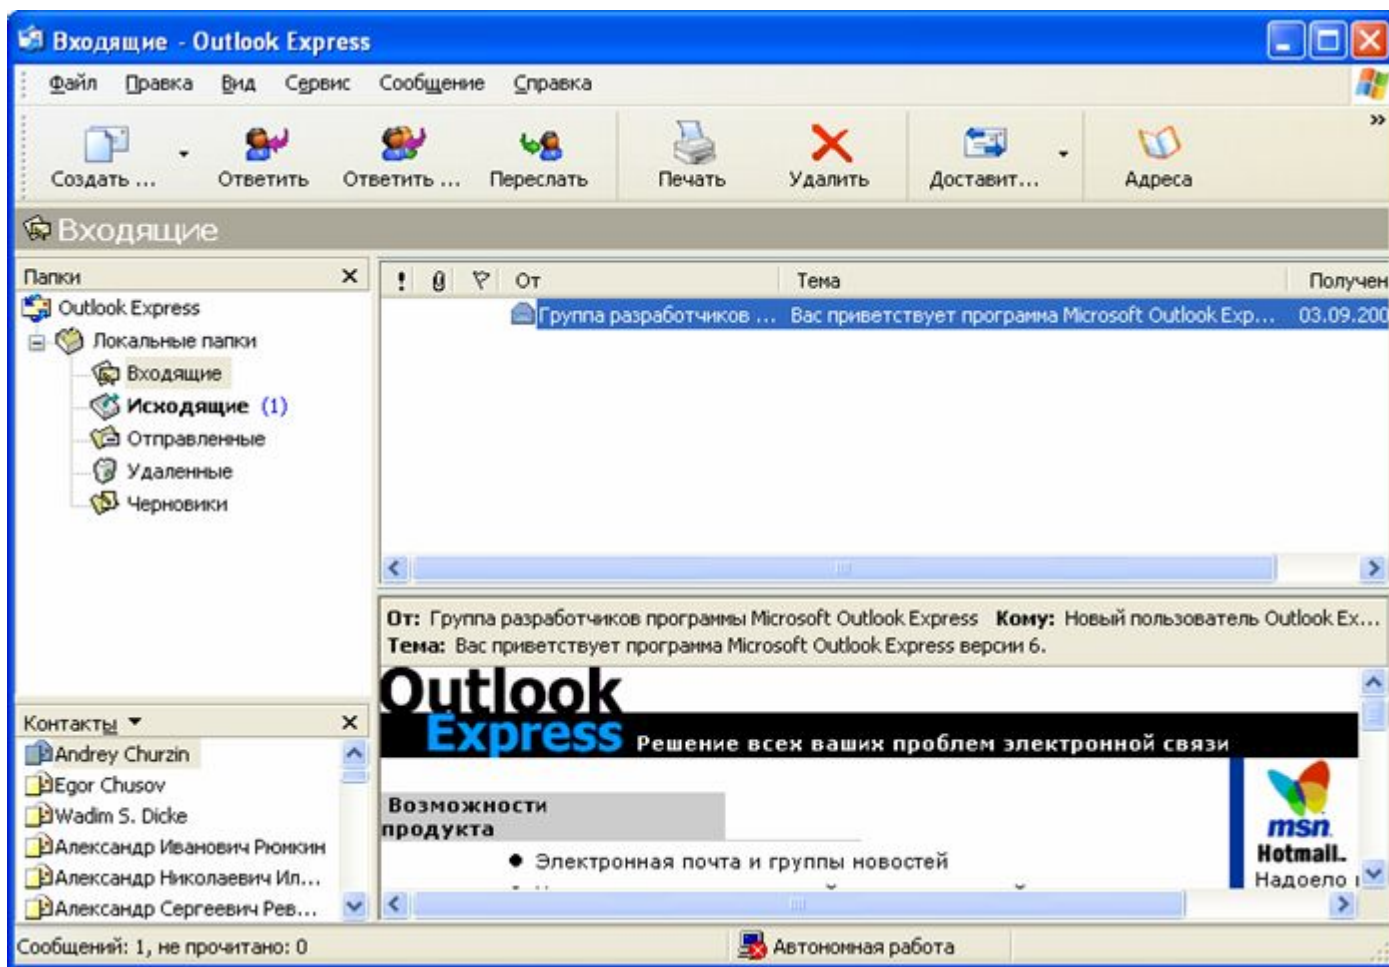 Входящие - Outlook Express
Файл Правка Вид Сервис Сообщение Справка
Создать ... Ответить Ответить ... Переслать Печать Удалить Доставит... Адреса
Входящие
Папки
Outlook Express
Локальные папки
Входящие
Исходящие (1)
Отправленные
Удаленные
Черновики
Контакты
Andrey Churzin
Egor Chusov
Wadim S. Dicke
Александр Иванович Рюмкин
Александр Николаевич Ил...
Александр Сергеевич Рев...
! От Тема Получен
Группа разработчиков ... Вас приветствует программа Microsoft Outlook Exp... 03.09.200
От: Группа разработчиков программы Microsoft Outlook Express Кому: Новый пользователь Outlook Ex...
Тема: Вас приветствует программа Microsoft Outlook Express версии 6.
Outlook
Express Решение всех ваших проблем электронной связи
Возможности
продукта
• Электронная почта и группы новостей
msn
Hotmail.
Надоело
Сообщений: 1, не прочитано: 0 Автономная работа